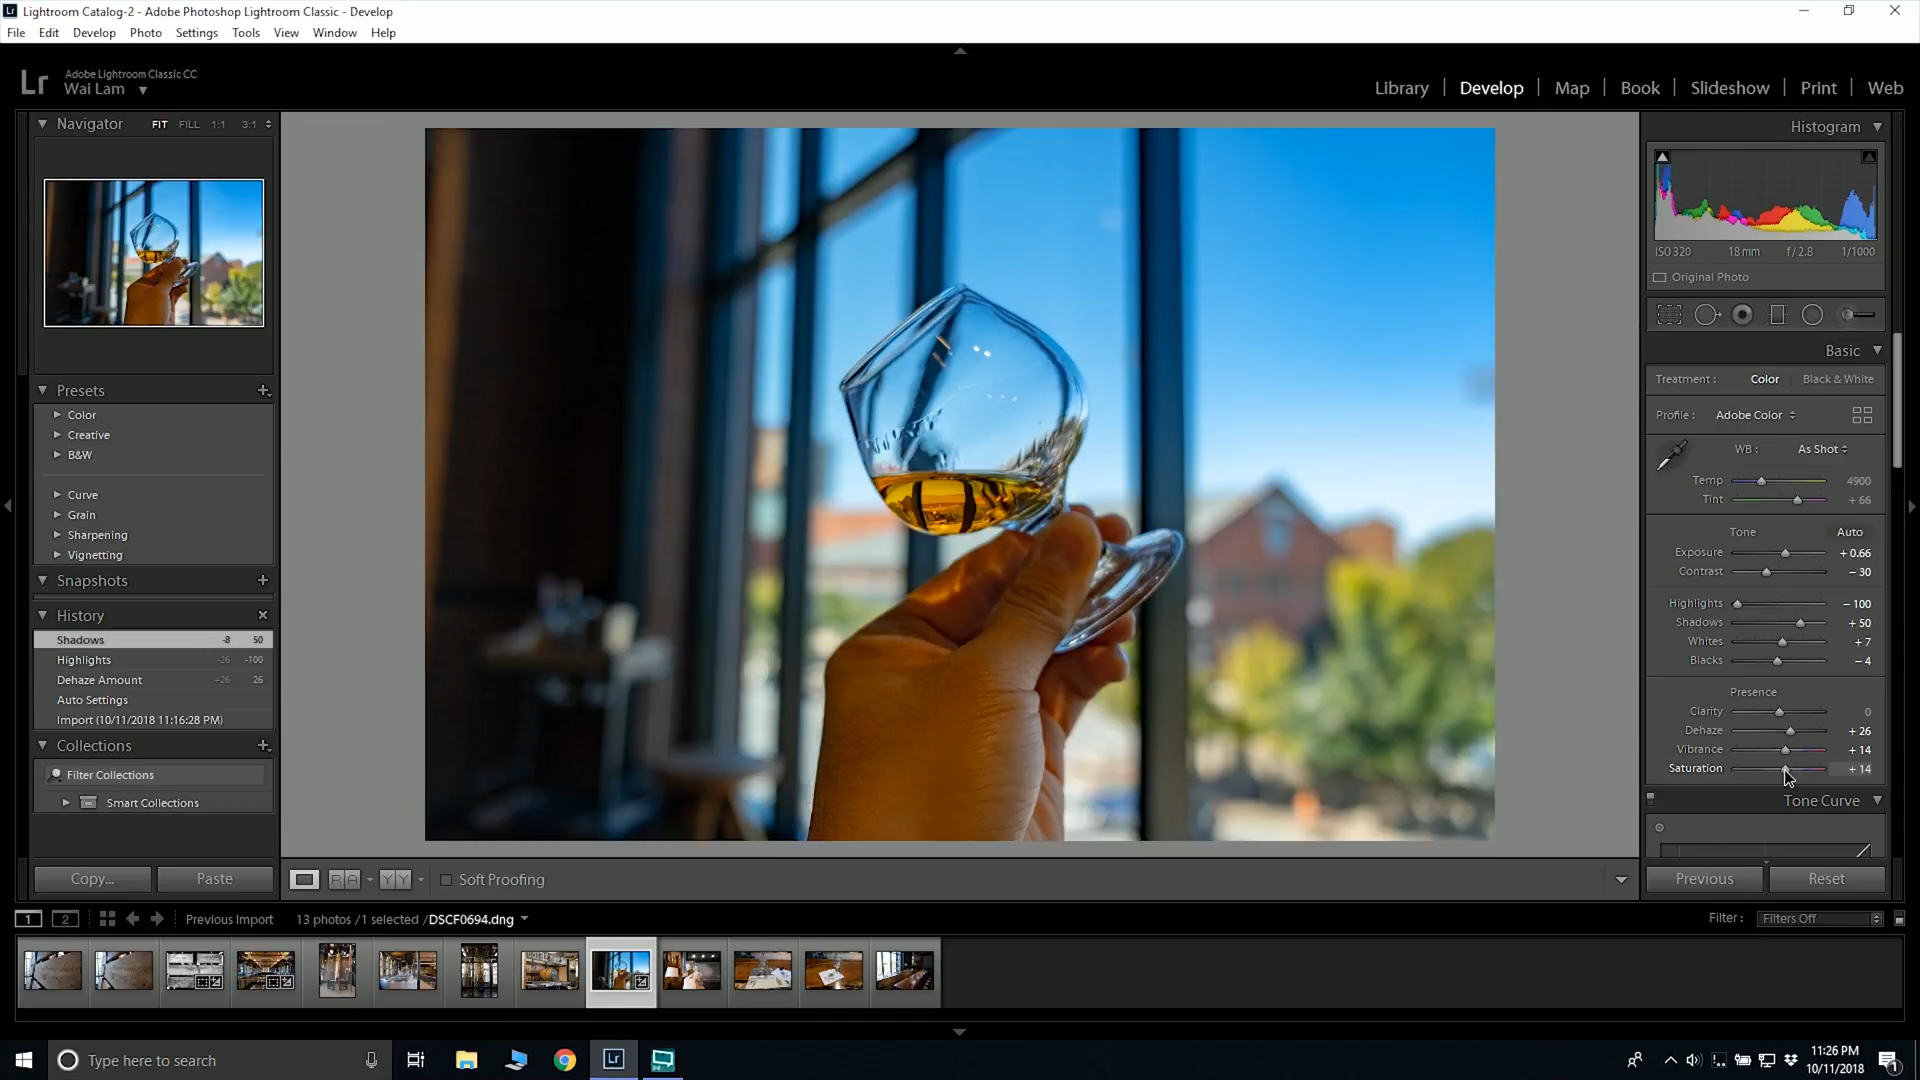 Lightroom Catalog-2 - Adobe Photoshop Lightroom Classic - Develop
File Edit Develop Photo Settings Tools View Window Help
Lr Adobe Lightroom Classic CC
Wai Lam
Library Develop Map Book Slideshow Print Web
Navigator FIT FILL 1:1 3:1
Presets
Color
Creative
B&W
Curve
Grain
Sharpening
Vignetting
Snapshots
History
Shadows -8 50
Highlights -26 -100
Dehaze Amount +26 26
Auto Settings
Import (10/11/2018 11:16:28 PM)
Collections
Filter Collections
Smart Collections
Copy... Paste
Histogram
ISO 320 18 mm f / 2.8 1/1000
Original Photo
Basic
Treatment : Color Black & White
Profile : Adobe Color
WB : As Shot
Temp 4900
Tint + 66
Tone Auto
Exposure + 0.66
Contrast − 30
Highlights − 100
Shadows + 50
Whites + 7
Blacks − 4
Presence
Clarity 0
Dehaze + 26
Vibrance + 14
Saturation + 14
Tone Curve
Previous Reset
R A Y Y Soft Proofing
1 2 Previous Import 13 photos /1 selected /DSCF0694.dng Filter : Filters Off
Type here to search
Lr
11:26 PM
10/11/2018
1